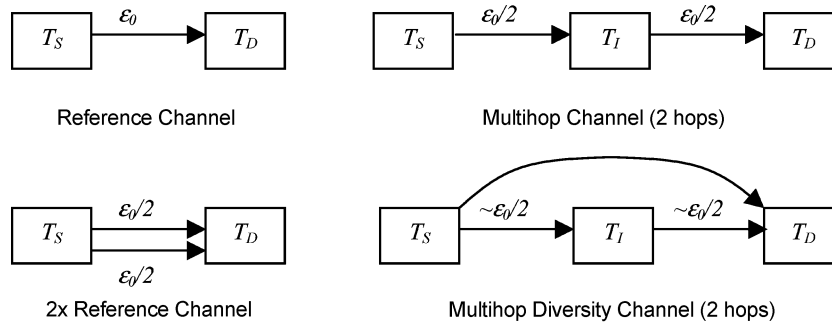 ε₀
T_S
T_D
Reference Channel
ε₀/2
ε₀/2
T_S
T_I
T_D
Multihop Channel (2 hops)
ε₀/2
T_S
T_D
ε₀/2
2x Reference Channel
~ε₀/2
~ε₀/2
T_S
T_I
T_D
Multihop Diversity Channel (2 hops)